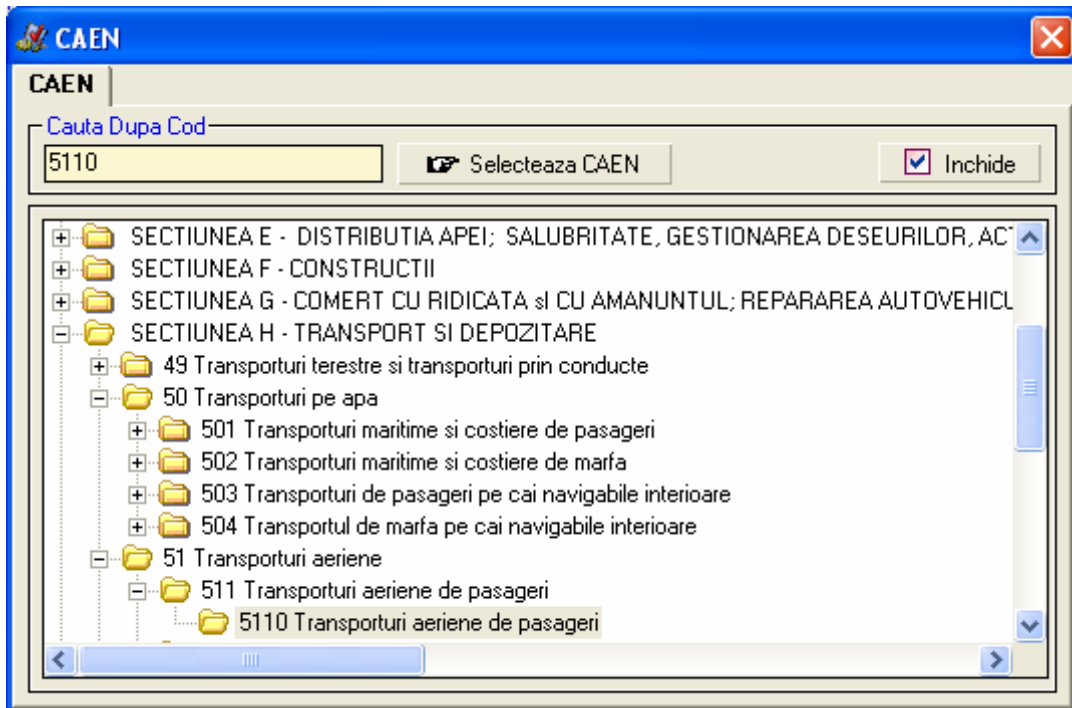 CAEN
CAEN
Cauta Dupa Cod
5110
Selecteaza CAEN
Inchide
SECTIUNEA E - DISTRIBUTIA APEI; SALUBRITATE, GESTIONAREA DESEURILOR, ACT
SECTIUNEA F - CONSTRUCTII
SECTIUNEA G - COMERT CU RIDICATA sI CU AMANUNTUL; REPARAREA AUTOVEHICU
SECTIUNEA H - TRANSPORT SI DEPOZITARE
49 Transporturi terestre si transporturi prin conducte
50 Transporturi pe apa
501 Transporturi maritime si costiere de pasageri
502 Transporturi maritime si costiere de marfa
503 Transporturi de pasageri pe cai navigabile interioare
504 Transportul de marfa pe cai navigabile interioare
51 Transporturi aeriene
511 Transporturi aeriene de pasageri
5110 Transporturi aeriene de pasageri